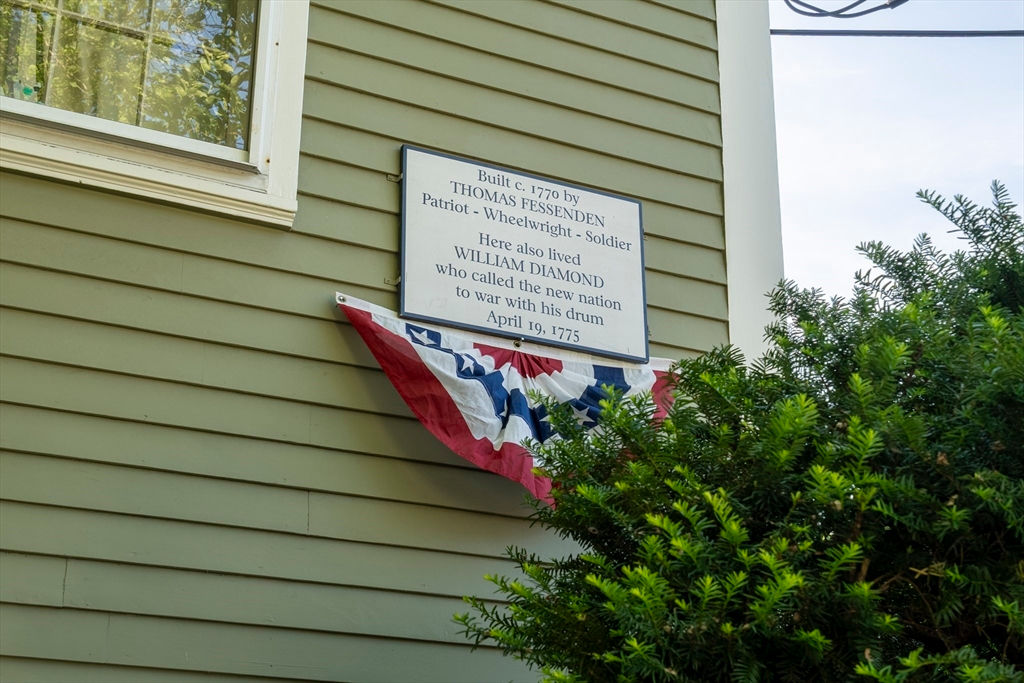 Built c. 1770 by
THOMAS FESSENDEN
Patriot - Wheelwright - Soldier
Here also lived
WILLIAM DIAMOND
who called the new nation
to war with his drum
April 19, 1775